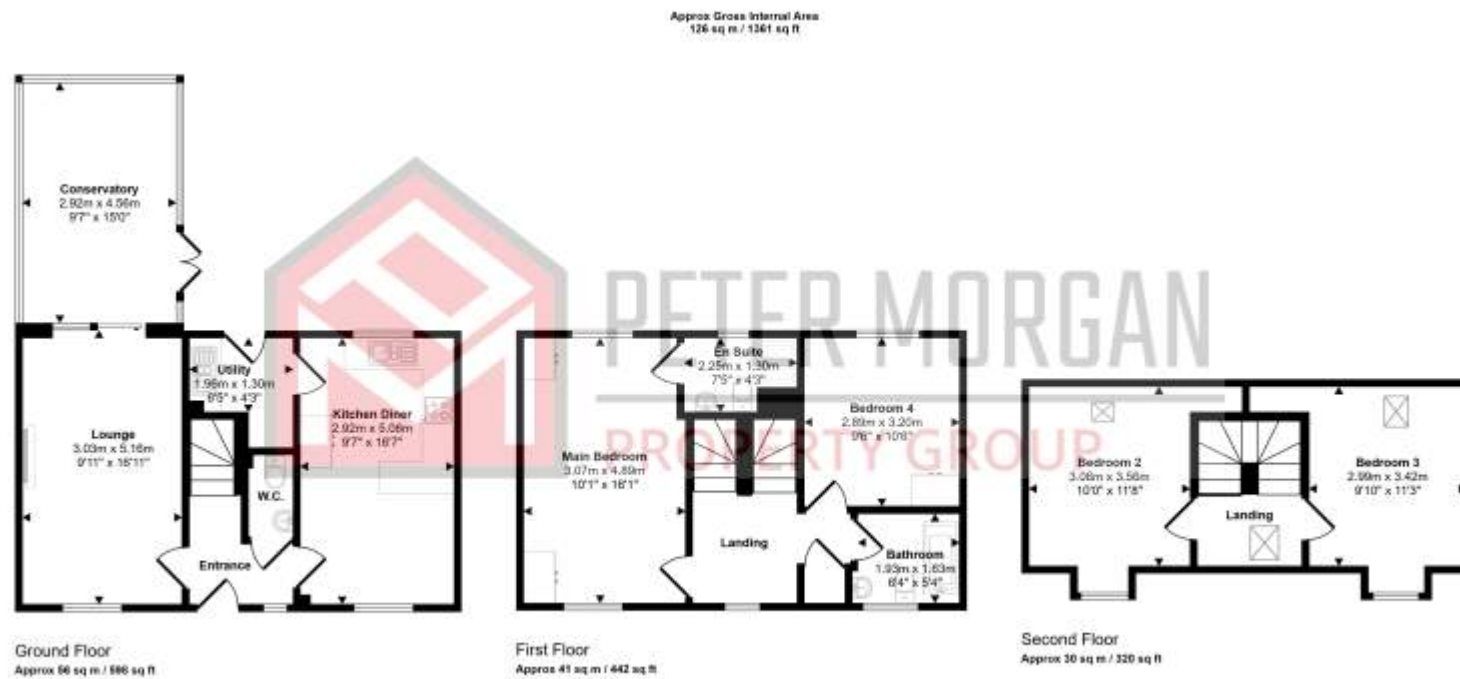 Approx Gross Internal Area
126 sq m / 1361 sq ft
Conservatory
2.92m x 4.56m
9'7" x 15'0"
Utility
1.96m x 1.30m
6'5" x 4'3"
Kitchen Diner
2.92m x 5.06m
9'7" x 16'7"
Lounge
3.03m x 5.16m
9'11" x 16'11"
W.C.
Entrance
Ground Floor
Approx 56 sq m / 598 sq ft
PETER MORGAN
PROPERTY GROUP
En Suite
2.25m x 1.30m
7'5" x 4'3"
Bedroom 4
2.89m x 3.20m
9'6" x 10'6"
Main Bedroom
3.07m x 4.89m
10'1" x 16'1"
Landing
Bathroom
1.93m x 1.63m
6'4" x 5'4"
First Floor
Approx 41 sq m / 442 sq ft
Bedroom 2
3.06m x 3.56m
10'0" x 11'8"
Bedroom 3
2.99m x 3.42m
9'10" x 11'3"
Landing
Second Floor
Approx 30 sq m / 320 sq ft